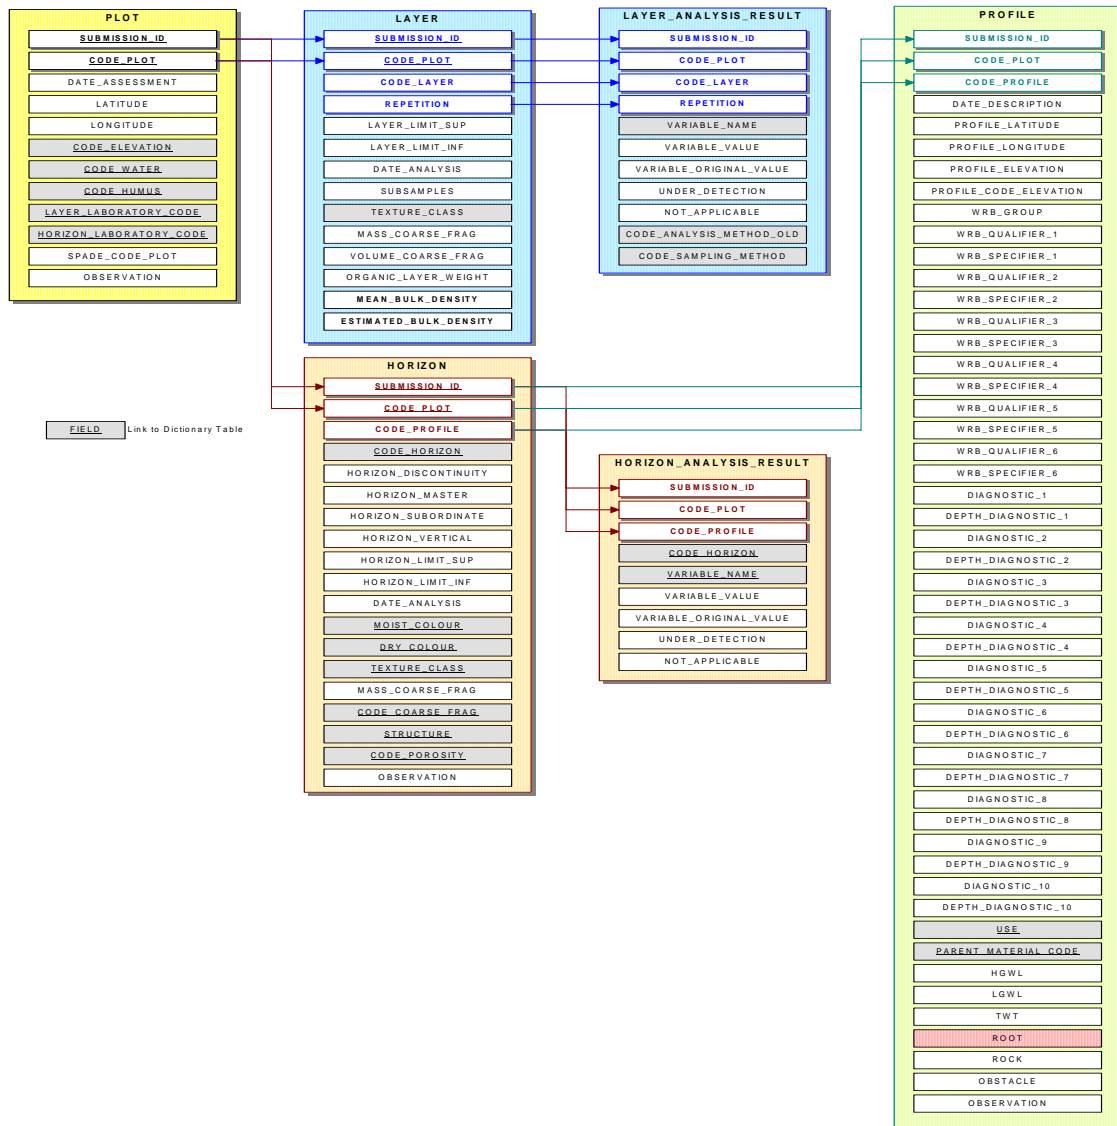 PLOT
SUBMISSION_ID
CODE_PLOT
DATE_ASSESSMENT
LATITUDE
LONGITUDE
CODE_ELEVATION
CODE_WATER
CODE_HUMUS
LAYER_LABORATORY_CODE
HORIZON_LABORATORY_CODE
SPADE_CODE_PLOT
OBSERVATION
LAYER
SUBMISSION_ID
CODE_PLOT
CODE_LAYER
REPETITION
LAYER_LIMIT_SUP
LAYER_LIMIT_INF
DATE_ANALYSIS
SUBSAMPLES
TEXTURE_CLASS
MASS_COARSE_FRAG
VOLUME_COARSE_FRAG
ORGANIC_LAYER_WEIGHT
MEAN_BULK_DENSITY
ESTIMATED_BULK_DENSITY
LAYER_ANALYSIS_RESULT
SUBMISSION_ID
CODE_PLOT
CODE_LAYER
REPETITION
VARIABLE_NAME
VARIABLE_VALUE
VARIABLE_ORIGINAL_VALUE
UNDER_DETECTION
NOT_APPLICABLE
CODE_ANALYSIS_METHOD_OLD
CODE_SAMPLING_METHOD
HORIZON
SUBMISSION_ID
CODE_PLOT
CODE_PROFILE
CODE_HORIZON
HORIZON_DISCONTINUITY
HORIZON_MASTER
HORIZON_SUBORDINATE
HORIZON_VERTICAL
HORIZON_LIMIT_SUP
HORIZON_LIMIT_INF
DATE_ANALYSIS
MOIST_COLOUR
DRY_COLOUR
TEXTURE_CLASS
MASS_COARSE_FRAG
CODE_COARSE_FRAG
STRUCTURE
CODE_POROSITY
OBSERVATION
FIELD Link to Dictionary Table
HORIZON_ANALYSIS_RESULT
SUBMISSION_ID
CODE_PLOT
CODE_PROFILE
CODE_HORIZON
VARIABLE_NAME
VARIABLE_VALUE
VARIABLE_ORIGINAL_VALUE
UNDER_DETECTION
NOT_APPLICABLE
PROFILE
SUBMISSION_ID
CODE_PLOT
CODE_PROFILE
DATE_DESCRIPTION
PROFILE_LATITUDE
PROFILE_LONGITUDE
PROFILE_ELEVATION
PROFILE_CODE_ELEVATION
WRB_GROUP
WRB_QUALIFIER_1
WRB_SPECIFIER_1
WRB_QUALIFIER_2
WRB_SPECIFIER_2
WRB_QUALIFIER_3
WRB_SPECIFIER_3
WRB_QUALIFIER_4
WRB_SPECIFIER_4
WRB_QUALIFIER_5
WRB_SPECIFIER_5
WRB_QUALIFIER_6
WRB_SPECIFIER_6
DIAGNOSTIC_1
DEPTH_DIAGNOSTIC_1
DIAGNOSTIC_2
DEPTH_DIAGNOSTIC_2
DIAGNOSTIC_3
DEPTH_DIAGNOSTIC_3
DIAGNOSTIC_4
DEPTH_DIAGNOSTIC_4
DIAGNOSTIC_5
DEPTH_DIAGNOSTIC_5
DIAGNOSTIC_6
DEPTH_DIAGNOSTIC_6
DIAGNOSTIC_7
DEPTH_DIAGNOSTIC_7
DIAGNOSTIC_8
DEPTH_DIAGNOSTIC_8
DIAGNOSTIC_9
DEPTH_DIAGNOSTIC_9
DIAGNOSTIC_10
DEPTH_DIAGNOSTIC_10
USE
PARENT_MATERIAL_CODE
HGWL
LGWL
TWT
ROOT
ROCK
OBSTACLE
OBSERVATION